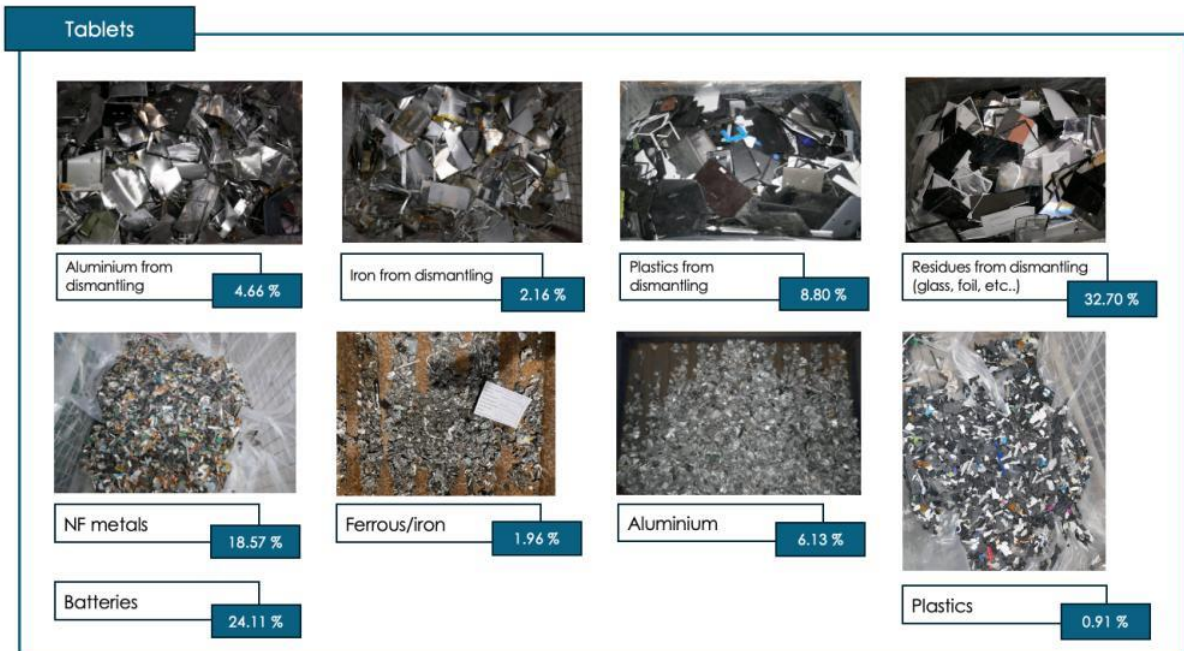 Tablets
Aluminium from
dismantling
4.66 %
Iron from dismantling
2.16 %
Plastics from
dismantling
8.80 %
Residues from dismantling
(glass, foil, etc..)
32.70 %
NF metals
18.57 %
Ferrous/iron
1.96 %
Aluminium
6.13 %
Batteries
24.11 %
Plastics
0.91 %